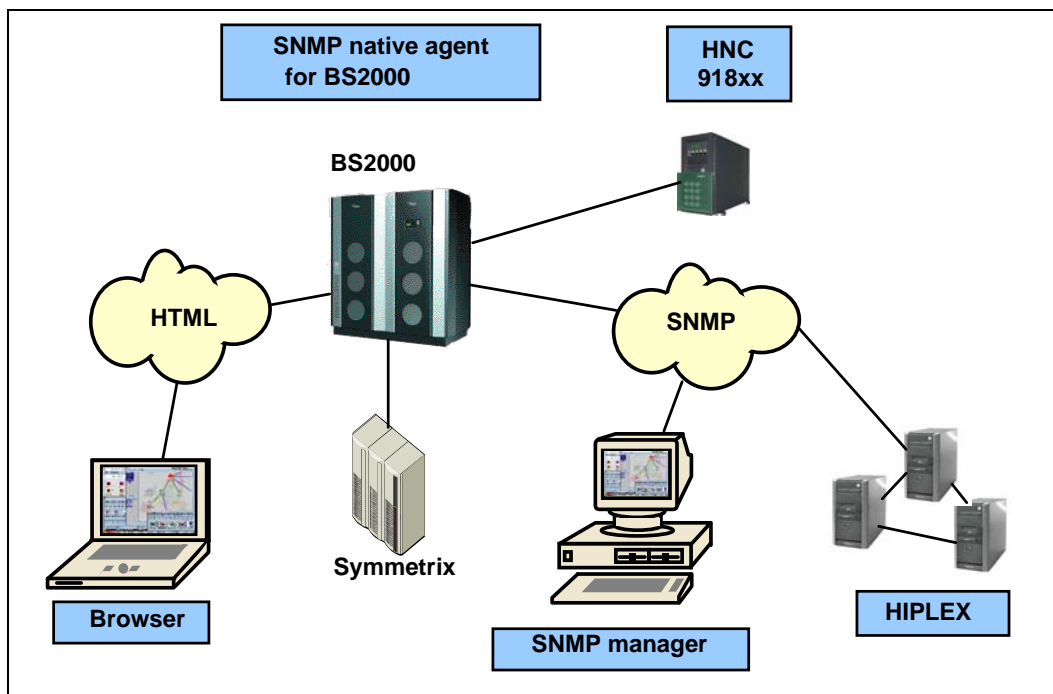 SNMP native agent
for BS2000
HNC
918xx
BS2000
HTML
SNMP
Symmetrix
Browser
SNMP manager
HIPLEX